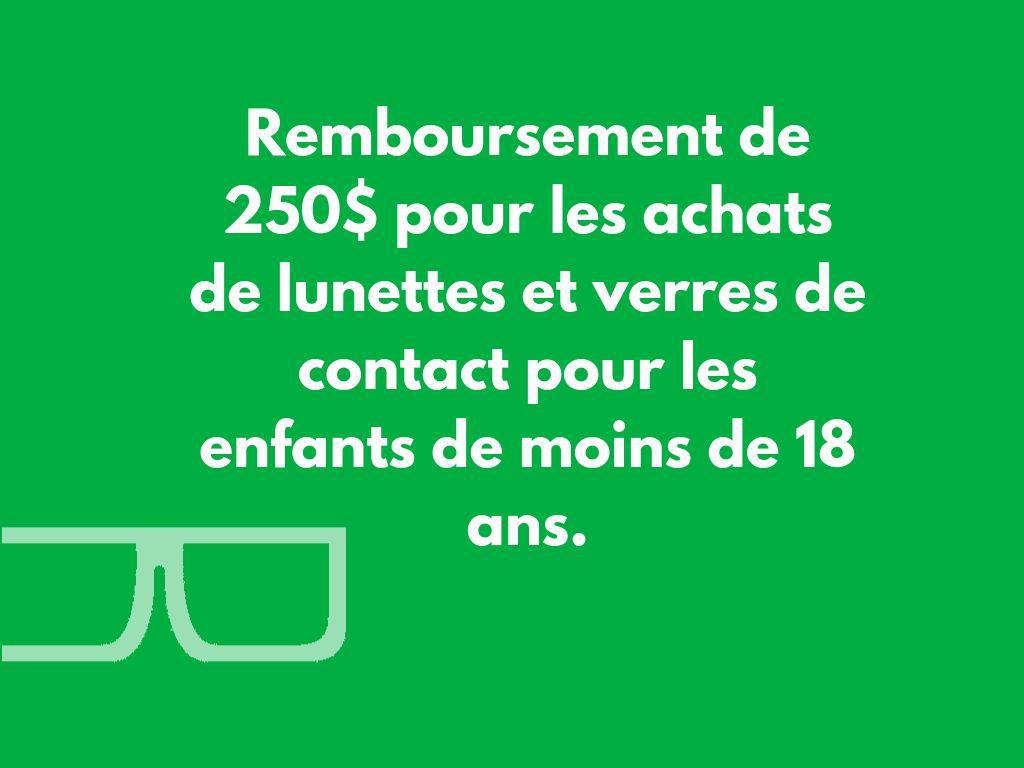 Remboursement de
250$ pour les achats
de lunettes et verres de
contact pour les
enfants de moins de 18
ans.